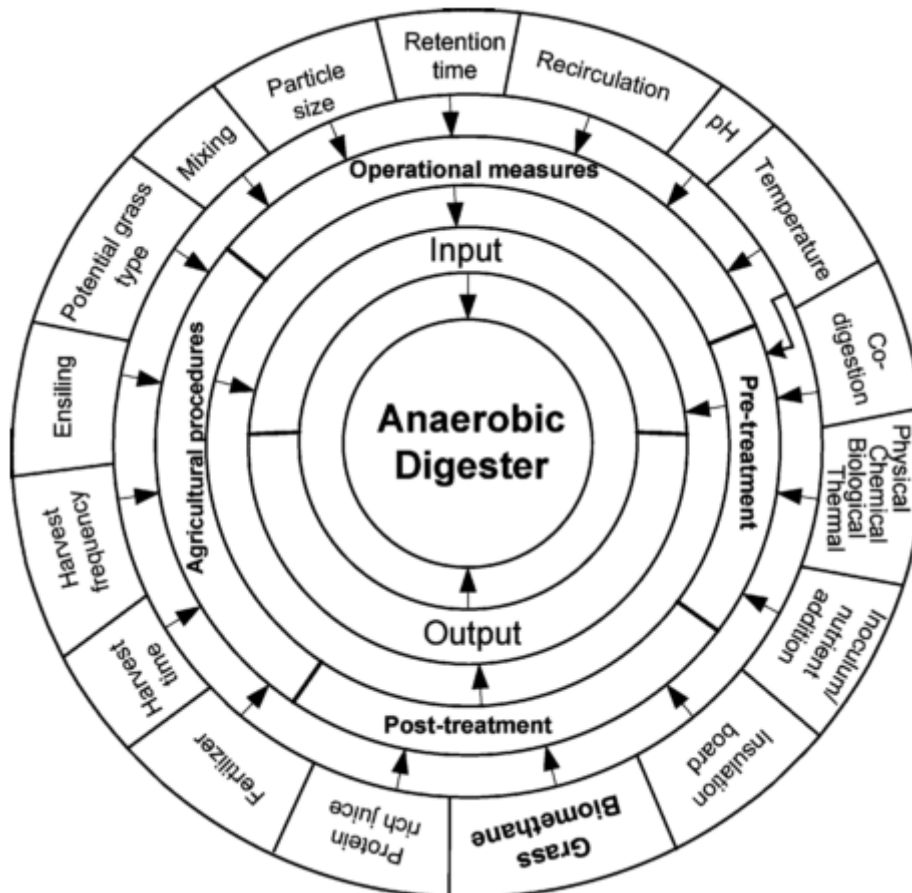 Retention
time
Recirculation
pH
Temperature
Co-
digestion
Physical
Chemical
Biological
Thermal
Inoculum/
nutrient
addition
Insulation
board
Grass
Biomethane
Protein
rich juice
Fertilizer
Harvest
time
Harvest
frequency
Ensiling
Potential grass
type
Mixing
Particle
size
Operational measures
Pre-treatment
Post-treatment
Agricultural procedures
Input
Output
Anaerobic
Digester